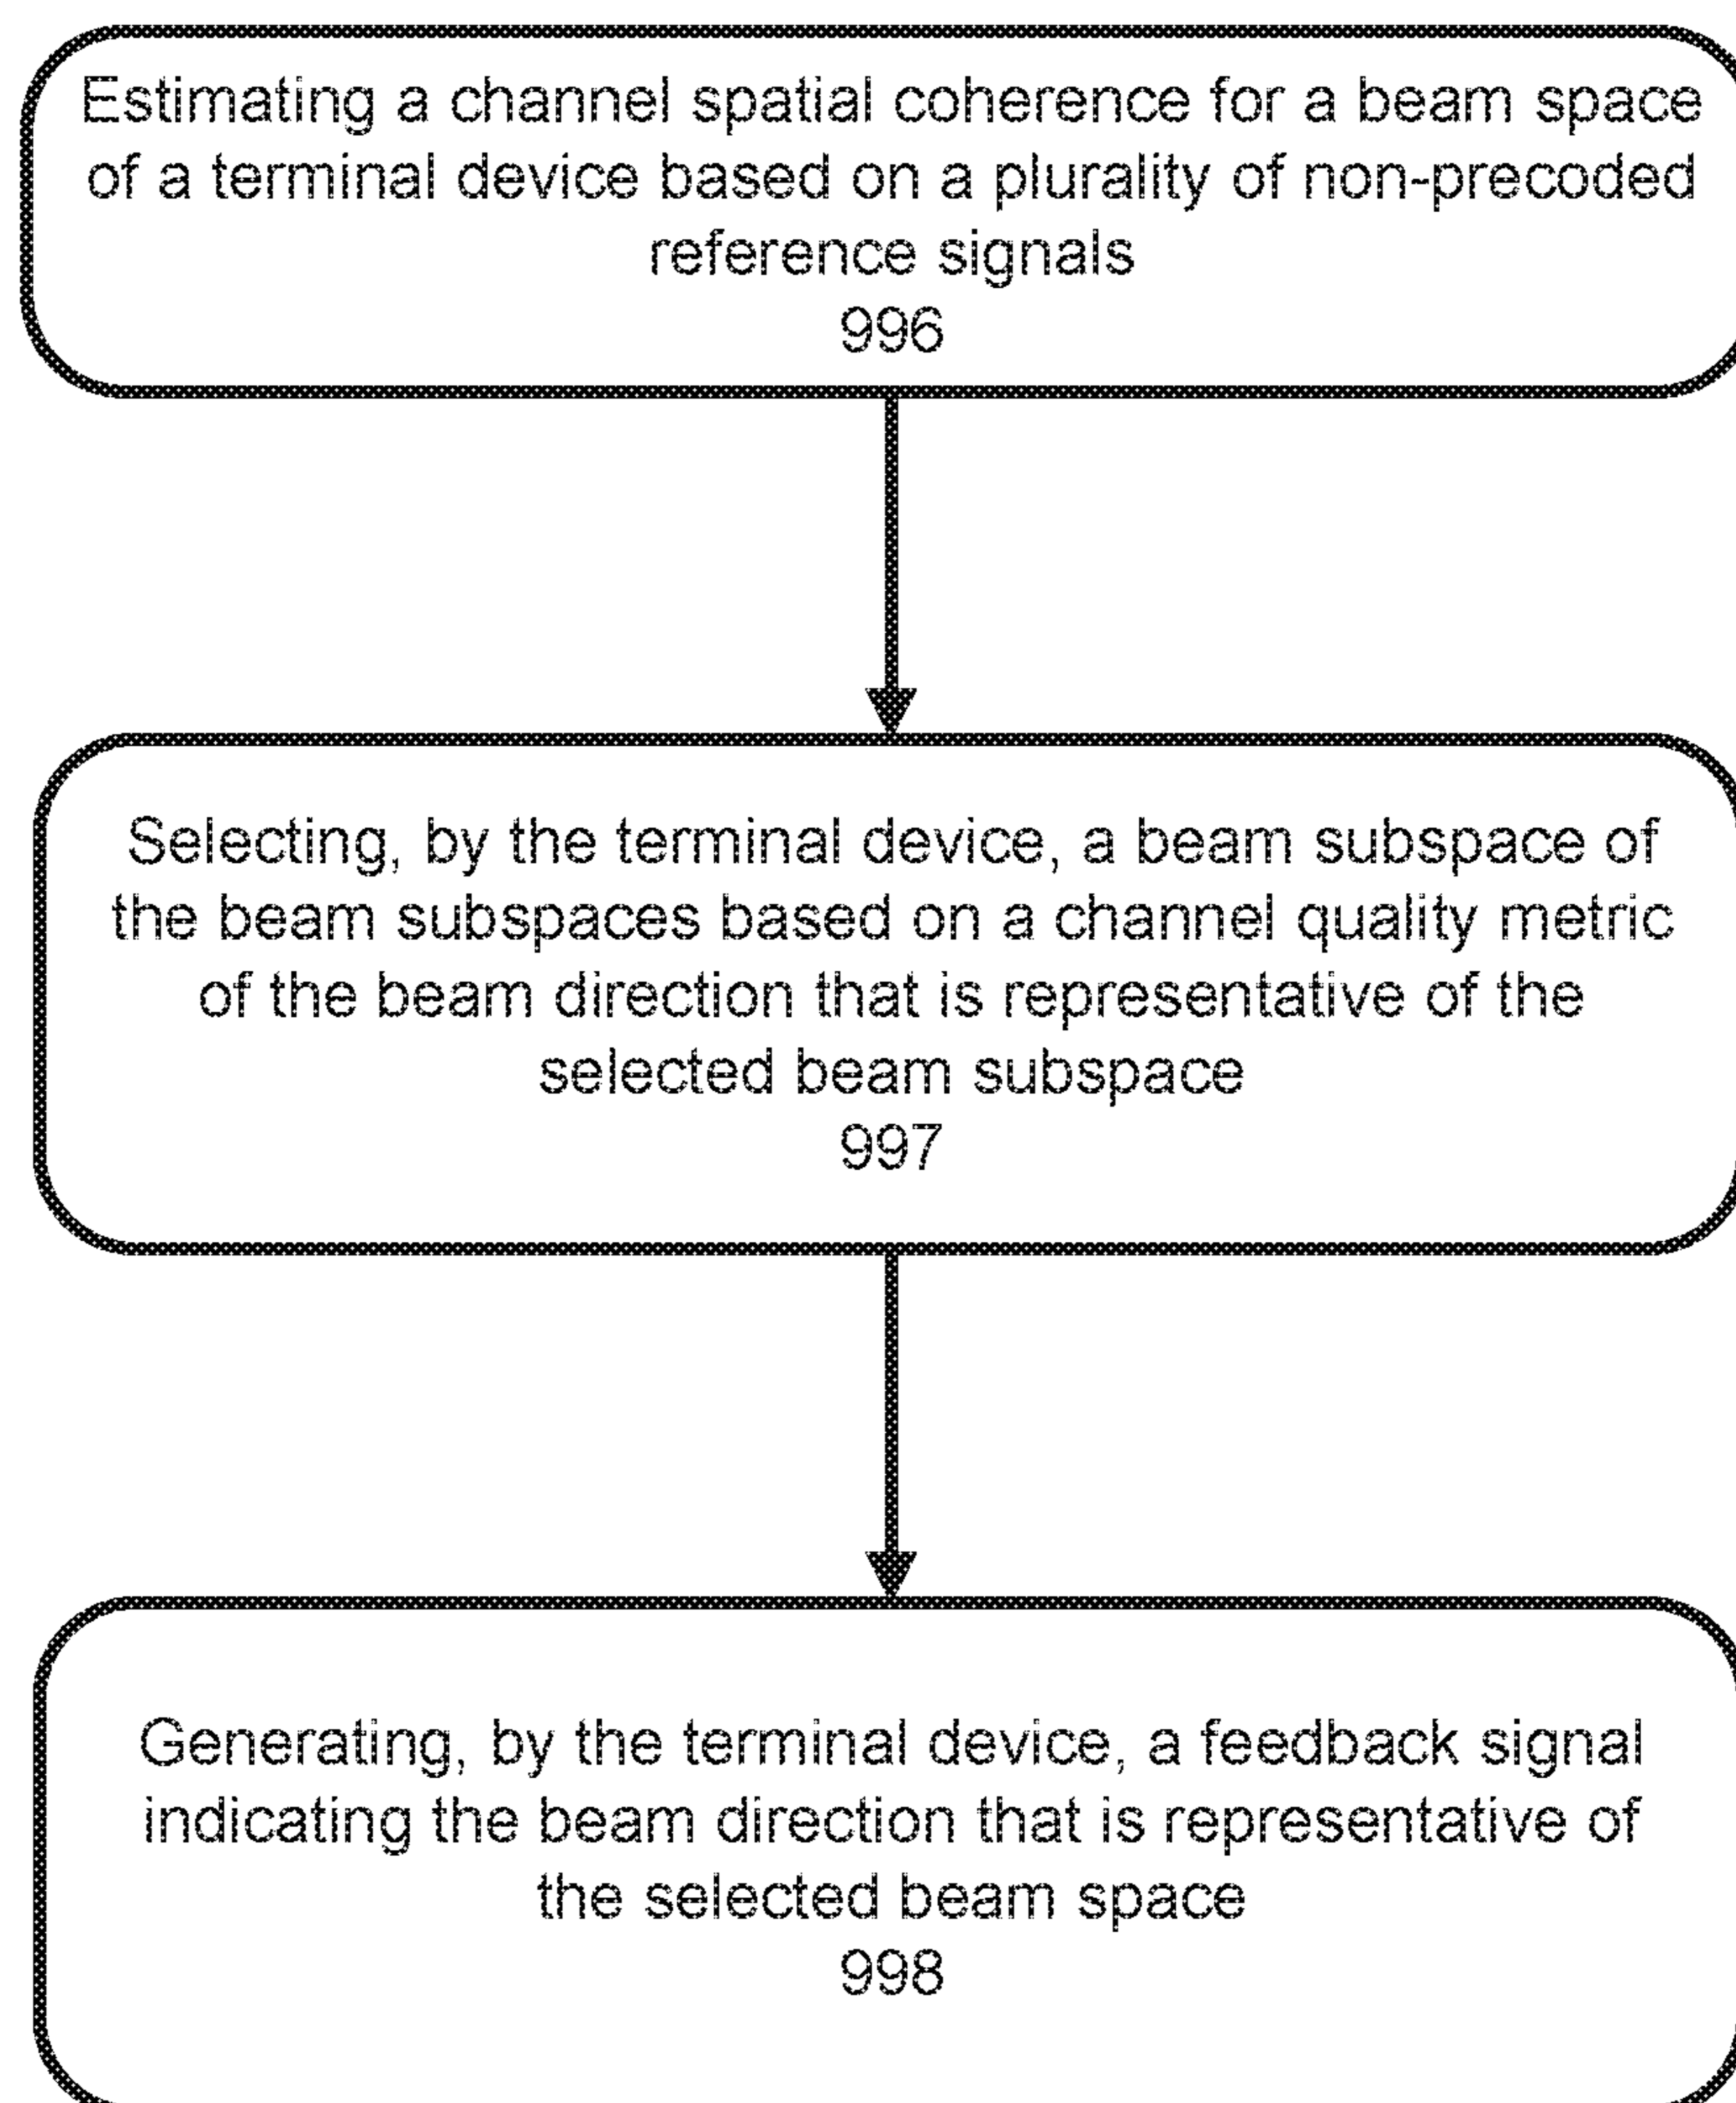 Estimating a channel spatial coherence for a beam space
of a terminal device based on a plurality of non-precoded
reference signals
996
Selecting, by the terminal device, a beam subspace of
the beam subspaces based on a channel quality metric
of the beam direction that is representative of the
selected beam subspace
997
Generating, by the terminal device, a feedback signal
indicating the beam direction that is representative of
the selected beam space
998